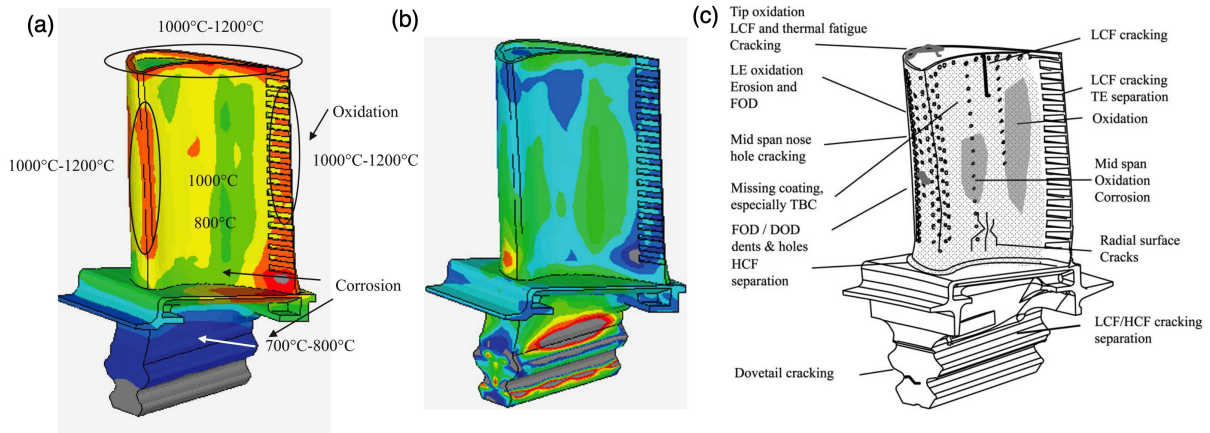 (a)
1000°C-1200°C
Oxidation
1000°C-1200°C
1000°C-1200°C
1000°C
800°C
Corrosion
700°C-800°C
(b)
(c)
Tip oxidation
LCF and thermal fatigue
Cracking
LE oxidation
Erosion and
FOD
Mid span nose
hole cracking
Missing coating,
especially TBC
FOD / DOD
dents & holes
HCF
separation
Dovetail cracking
LCF cracking
LCF cracking
TE separation
Oxidation
Mid span
Oxidation
Corrosion
Radial surface
Cracks
LCF/HCF cracking
separation